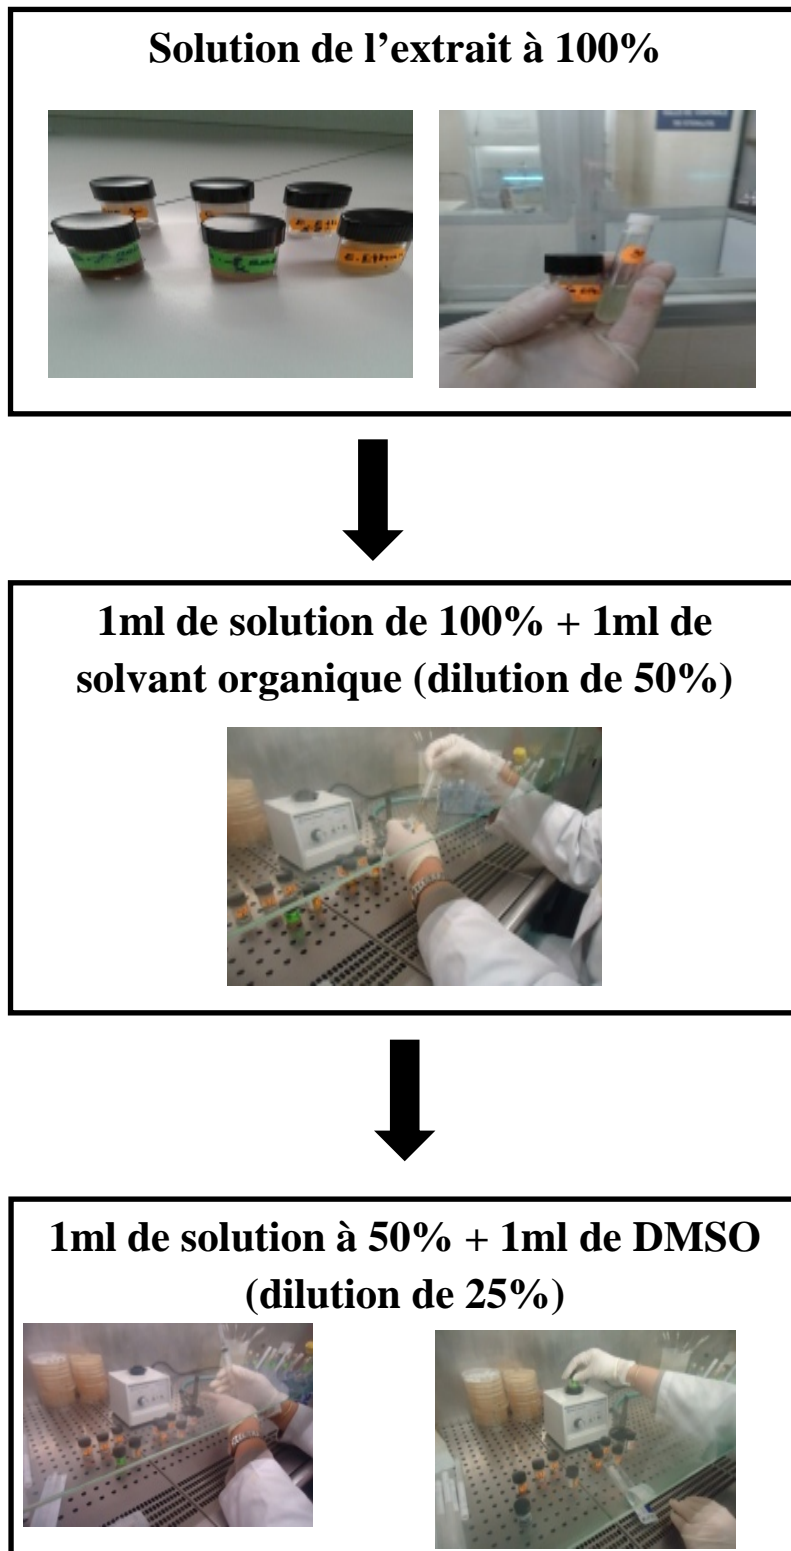 Solution de l’extrait à 100%
1ml de solution de 100% + 1ml de
solvant organique (dilution de 50%)
1ml de solution à 50% + 1ml de DMSO
(dilution de 25%)